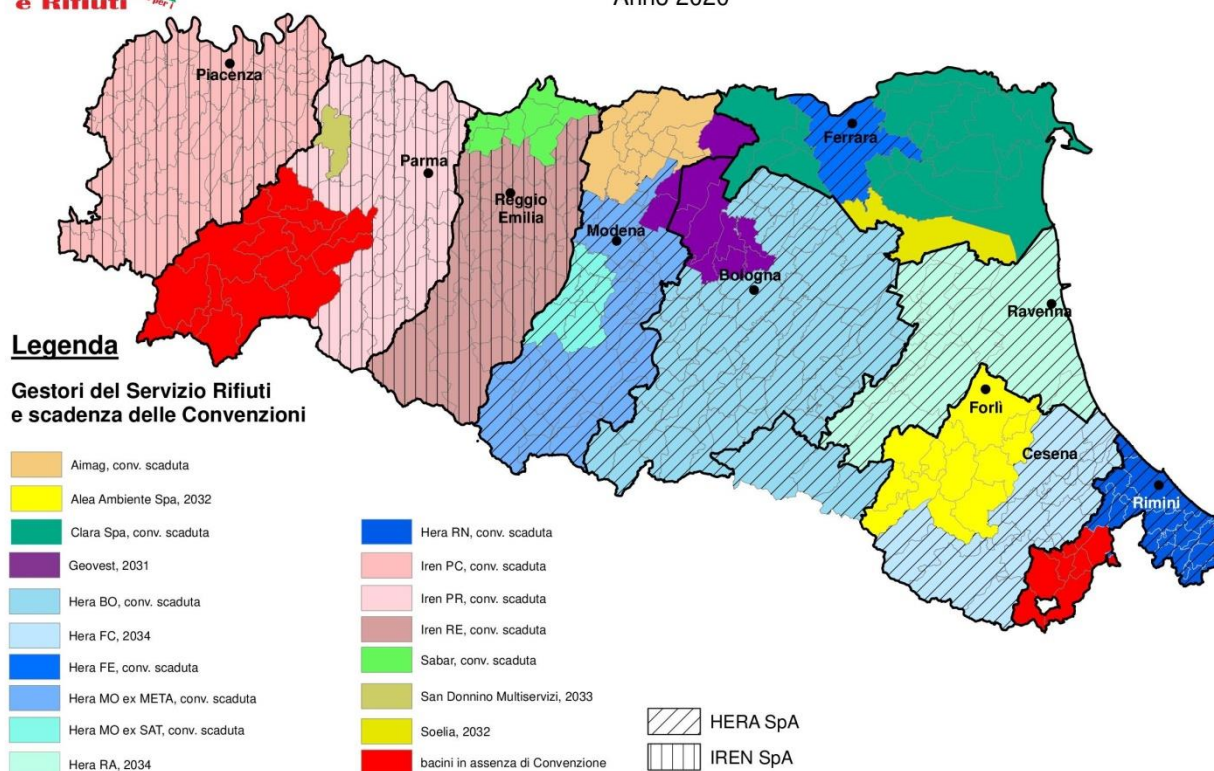 e Rifiuti
per i
Anno 2020
Piacenza
Parma
Reggio
Emilia
Modena
Bologna
Ferrara
Ravenna
Forlì
Cesena
Rimini
Legenda
Gestori del Servizio Rifiuti
e scadenza delle Convenzioni
Aimag, conv. scaduta
Alea Ambiente Spa, 2032
Clara Spa, conv. scaduta
Geovest, 2031
Hera BO, conv. scaduta
Hera FC, 2034
Hera FE, conv. scaduta
Hera MO ex META, conv. scaduta
Hera MO ex SAT, conv. scaduta
Hera RA, 2034
Hera RN, conv. scaduta
Iren PC, conv. scaduta
Iren PR, conv. scaduta
Iren RE, conv. scaduta
Sabar, conv. scaduta
San Donnino Multiservizi, 2033
Soelia, 2032
bacini in assenza di Convenzione
HERA SpA
IREN SpA